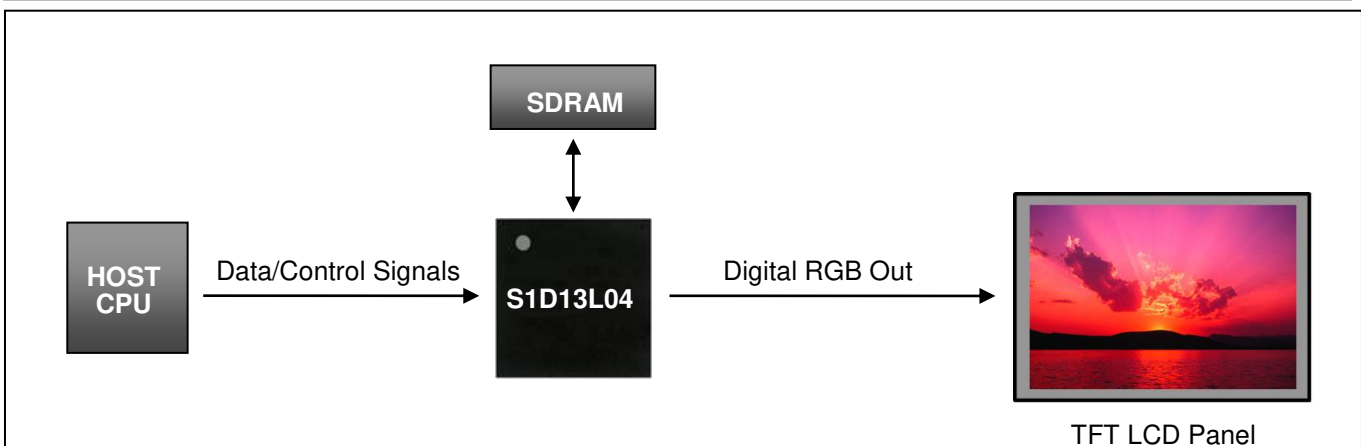 SDRAM
HOST
CPU
Data/Control Signals
S1D13L04
Digital RGB Out
TFT LCD Panel